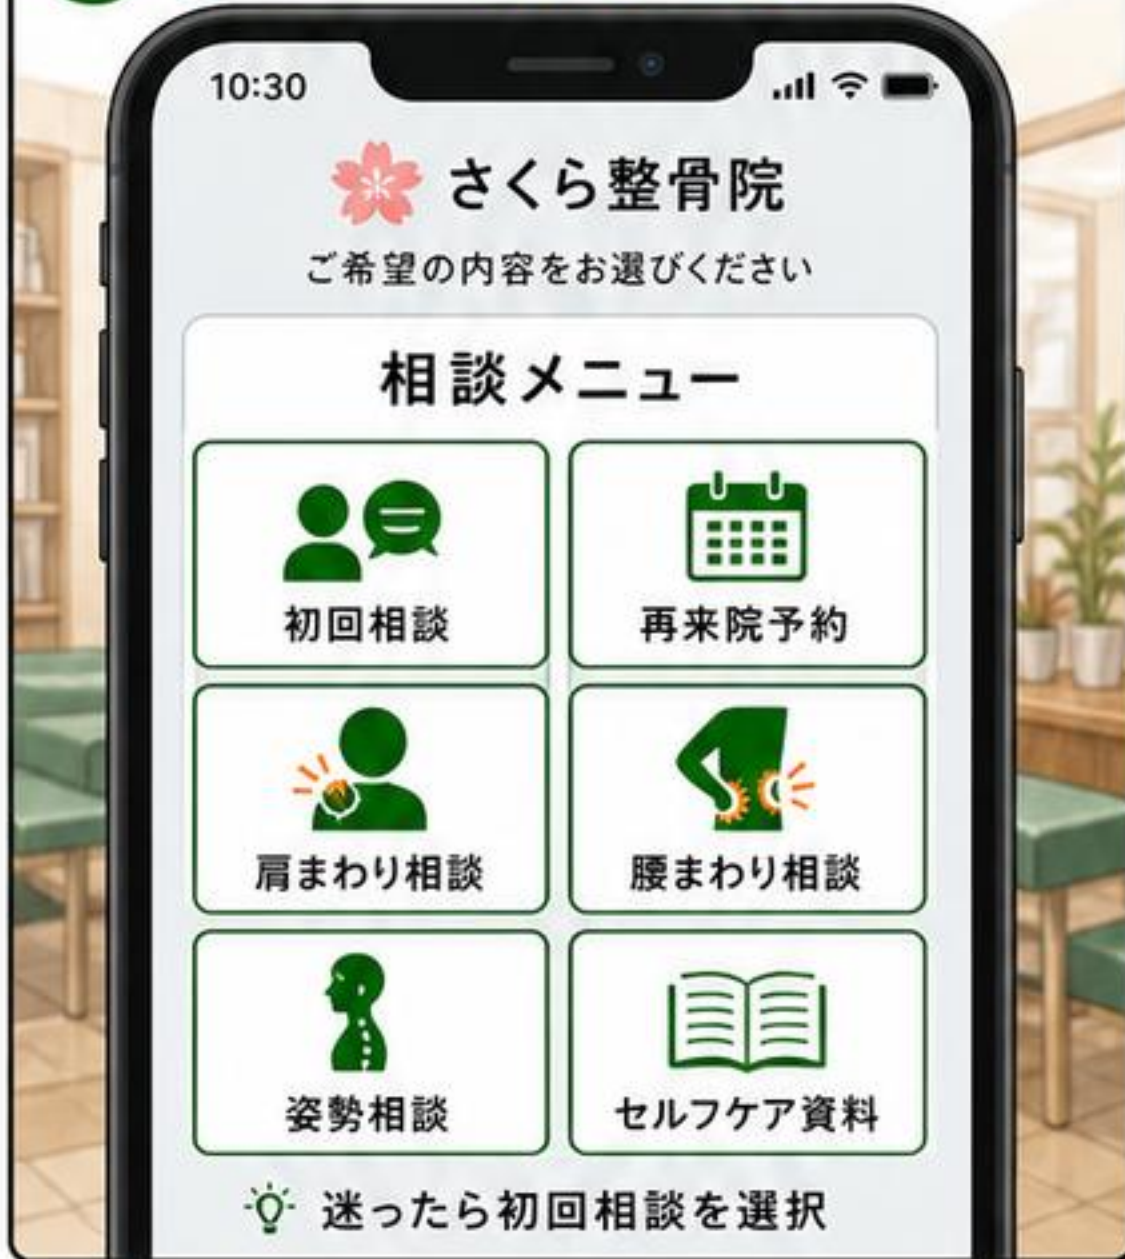 10:30
さくら整骨院
ご希望の内容をお選びください
相談メニュー
初回相談
再来院予約
肩まわり相談
腰まわり相談
姿勢相談
セルフケア資料
迷ったら初回相談を選択